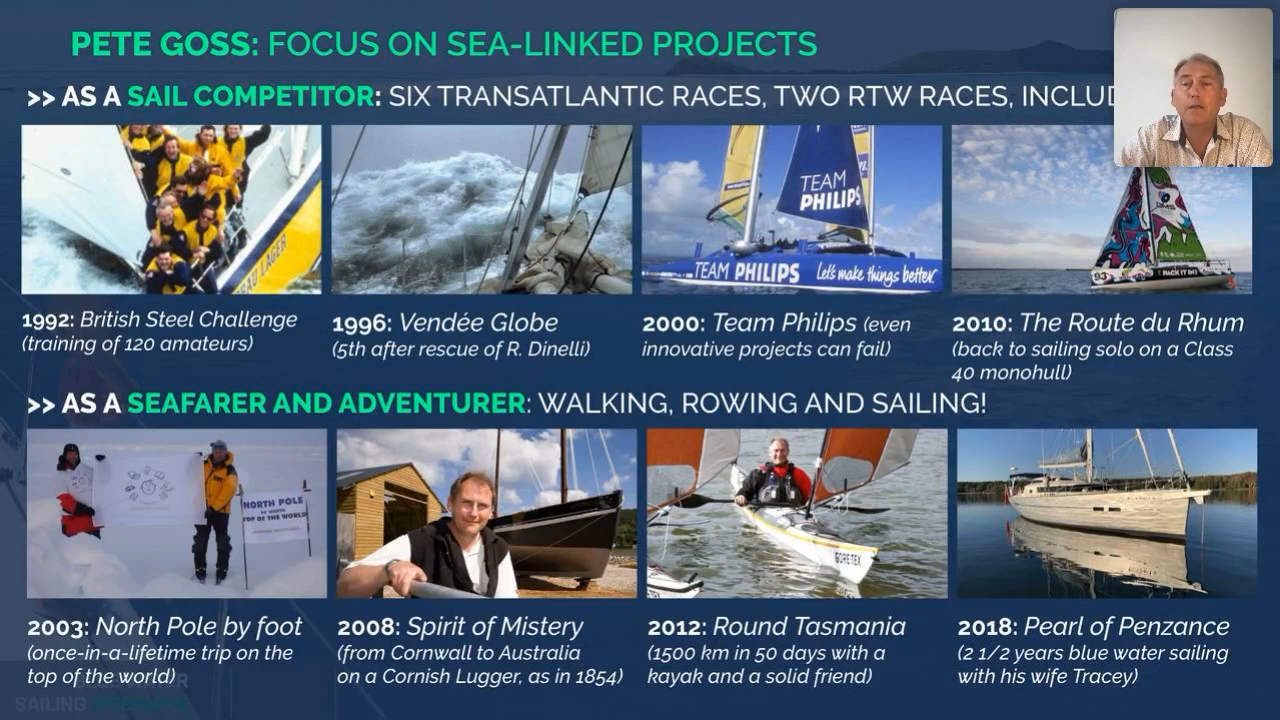 PETE GOSS: FOCUS ON SEA-LINKED PROJECTS
>> AS A SAIL COMPETITOR: SIX TRANSATLANTIC RACES, TWO RTW RACES, INCLUD
TEAM
PHILIPS
TEAM PHILIPS Let's make things better.
PACK IT IN!
93
AU LAGER
1992: British Steel Challenge
(training of 120 amateurs)
1996: Vendée Globe
(5th after rescue of R. Dinelli)
2000: Team Philips (even
innovative projects can fail)
2010: The Route du Rhum
(back to sailing solo on a Class
40 monohull)
>> AS A SEAFARER AND ADVENTURER: WALKING, ROWING AND SAILING!
NORTH POLE
TOP OF THE WORLD
GORETEX
2003: North Pole by foot
(once-in-a-lifetime trip on the
top of the world)
2008: Spirit of Mistery
(from Cornwall to Australia
on a Cornish Lugger, as in 1854)
2012: Round Tasmania
(1500 km in 50 days with a
kayak and a solid friend)
2018: Pearl of Penzance
(2 1/2 years blue water sailing
with his wife Tracey)
SAILING